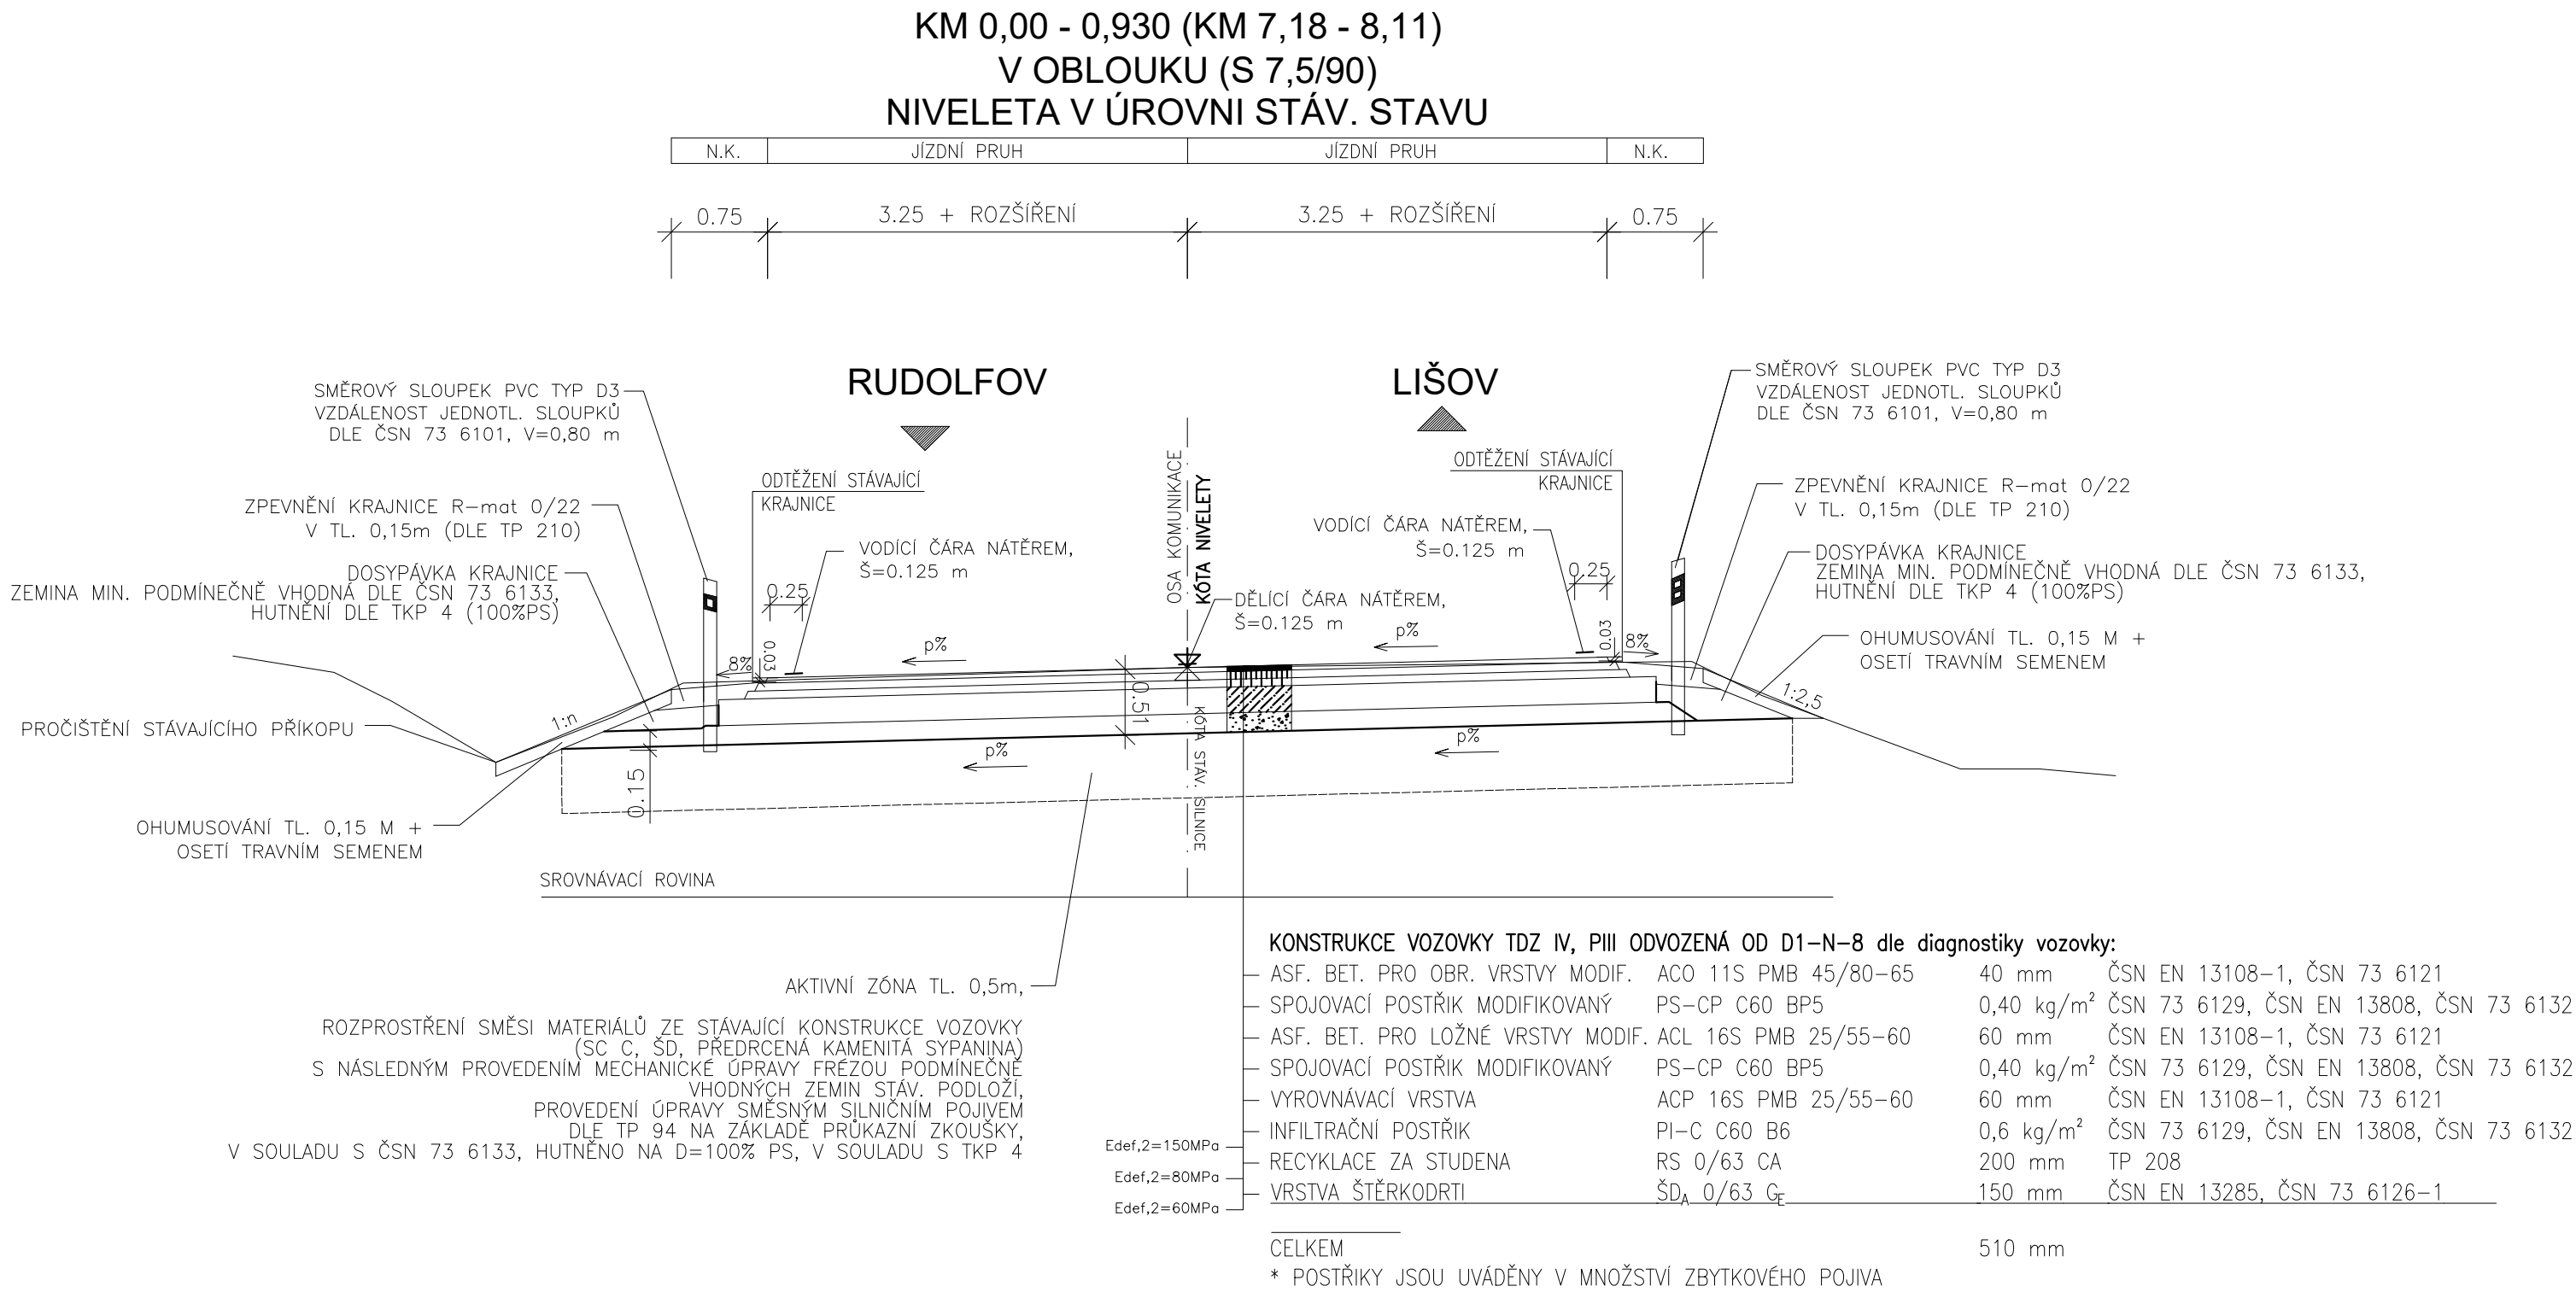 KM 0,00 - 0,930 (KM 7,18 - 8,11)
V OBLOUKU (S 7,5/90)
NIVELETA V ÚROVNI STÁV. STAVU
N.K. JÍZDNÍ PRUH JÍZDNÍ PRUH N.K.
0.75 3.25 + ROZŠÍŘENÍ 3.25 + ROZŠÍŘENÍ 0.75
RUDOLFOV
LIŠOV
SMĚROVÝ SLOUPEK PVC TYP D3
VZDÁLENOST JEDNOTL. SLOUPKŮ
DLE ČSN 73 6101, V=0,80 m
ZPEVNĚNÍ KRAJNICE R-mat 0/22
V TL. 0,15m (DLE TP 210)
DOSYPÁVKA KRAJNICE
ZEMINA MIN. PODMÍNEČNĚ VHODNÁ DLE ČSN 73 6133,
HUTNĚNÍ DLE TKP 4 (100%PS)
PROČIŠTĚNÍ STÁVAJÍCÍHO PŘÍKOPU
OHUMUSOVÁNÍ TL. 0,15 M +
OSETÍ TRAVNÍM SEMENEM
1:n
0.15
8%
0.03
ODTĚŽENÍ STÁVAJÍCÍ
KRAJNICE
VODÍCÍ ČÁRA NÁTĚREM,
Š=0.125 m
0.25
p%
p%
0.51
OSA KOMUNIKACE
KÓTA NIVELETY
KÓTA STÁV. SILNICE
DĚLÍCÍ ČÁRA NÁTĚREM,
Š=0.125 m
p%
p%
ODTĚŽENÍ STÁVAJÍCÍ
KRAJNICE
VODÍCÍ ČÁRA NÁTĚREM,
Š=0.125 m
0.25
0.03
8%
1:2,5
SMĚROVÝ SLOUPEK PVC TYP D3
VZDÁLENOST JEDNOTL. SLOUPKŮ
DLE ČSN 73 6101, V=0,80 m
ZPEVNĚNÍ KRAJNICE R-mat 0/22
V TL. 0,15m (DLE TP 210)
DOSYPÁVKA KRAJNICE
ZEMINA MIN. PODMÍNEČNĚ VHODNÁ DLE ČSN 73 6133,
HUTNĚNÍ DLE TKP 4 (100%PS)
OHUMUSOVÁNÍ TL. 0,15 M +
OSETÍ TRAVNÍM SEMENEM
SROVNÁVACÍ ROVINA
AKTIVNÍ ZÓNA TL. 0,5m,
ROZPROSTŘENÍ SMĚSI MATERIÁLŮ ZE STÁVAJÍCÍ KONSTRUKCE VOZOVKY
(SC C, ŠD, PŘEDRCENÁ KAMENITÁ SYPANINA)
S NÁSLEDNÝM PROVEDENÍM MECHANICKÉ ÚPRAVY FRÉZOU PODMÍNEČNĚ
VHODNÝCH ZEMIN STÁV. PODLOŽÍ,
PROVEDENÍ ÚPRAVY SMĚSNÝM SILNIČNÍM POJIVEM
DLE TP 94 NA ZÁKLADĚ PRŮKAZNÍ ZKOUŠKY,
V SOULADU S ČSN 73 6133, HUTNĚNO NA D=100% PS, V SOULADU S TKP 4
KONSTRUKCE VOZOVKY TDZ IV, PIII ODVOZENÁ OD D1-N-8 dle diagnostiky vozovky:
ASF. BET. PRO OBR. VRSTVY MODIF. ACO 11S PMB 45/80-65 40 mm ČSN EN 13108-1, ČSN 73 6121
SPOJOVACÍ POSTŘIK MODIFIKOVANÝ PS-CP C60 BP5 0,40 kg/m² ČSN 73 6129, ČSN EN 13808, ČSN 73 6132
ASF. BET. PRO LOŽNÉ VRSTVY MODIF. ACL 16S PMB 25/55-60 60 mm ČSN EN 13108-1, ČSN 73 6121
SPOJOVACÍ POSTŘIK MODIFIKOVANÝ PS-CP C60 BP5 0,40 kg/m² ČSN 73 6129, ČSN EN 13808, ČSN 73 6132
VYROVNÁVACÍ VRSTVA ACP 16S PMB 25/55-60 60 mm ČSN EN 13108-1, ČSN 73 6121
INFILTRAČNÍ POSTŘIK PI-C C60 B6 0,6 kg/m² ČSN 73 6129, ČSN EN 13808, ČSN 73 6132
Edef,2=150MPa
RECYKLACE ZA STUDENA RS 0/63 CA 200 mm TP 208
Edef,2=80MPa
VRSTVA ŠTĚRKODRTI ŠDA 0/63 GE 150 mm ČSN EN 13285, ČSN 73 6126-1
Edef,2=60MPa
CELKEM 510 mm
* POSTŘIKY JSOU UVÁDĚNY V MNOŽSTVÍ ZBYTKOVÉHO POJIVA